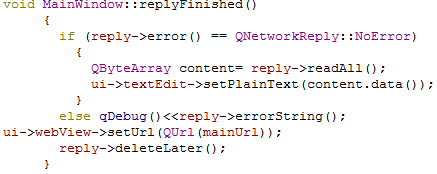 void MainWindow::replyFinished()
{
if (reply->error() == QNetworkReply::NoError)
{
QByteArray content= reply->readAll();
ui->textEdit->setPlainText(content.data());
}
else qDebug()<<reply->errorString();
ui->webView->setUrl(QUrl(mainUrl));
reply->deleteLater();
}